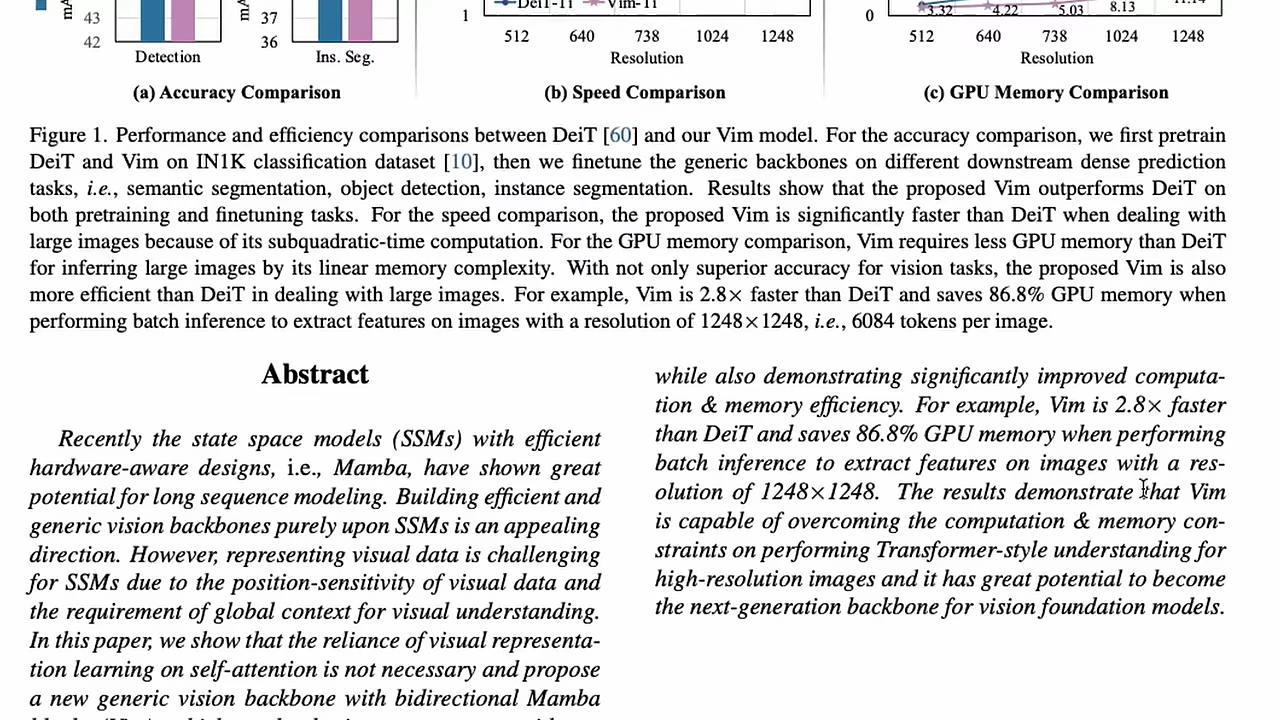 43
42
Detection
37
36
Ins. Seg.
1
DeiT-Ti Vim-Ti
512 640 738 1024 1248
Resolution
0
3.32 4.22 5.03 8.13
512 640 738 1024 1248
Resolution
(a) Accuracy Comparison
(b) Speed Comparison
(c) GPU Memory Comparison
Figure 1. Performance and efficiency comparisons between DeiT [60] and our Vim model. For the accuracy comparison, we first pretrain
DeiT and Vim on IN1K classification dataset [10], then we finetune the generic backbones on different downstream dense prediction
tasks, i.e., semantic segmentation, object detection, instance segmentation. Results show that the proposed Vim outperforms DeiT on
both pretraining and finetuning tasks. For the speed comparison, the proposed Vim is significantly faster than DeiT when dealing with
large images because of its subquadratic-time computation. For the GPU memory comparison, Vim requires less GPU memory than DeiT
for inferring large images by its linear memory complexity. With not only superior accuracy for vision tasks, the proposed Vim is also
more efficient than DeiT in dealing with large images. For example, Vim is 2.8× faster than DeiT and saves 86.8% GPU memory when
performing batch inference to extract features on images with a resolution of 1248×1248, i.e., 6084 tokens per image.
Abstract
Recently the state space models (SSMs) with efficient
hardware-aware designs, i.e., Mamba, have shown great
potential for long sequence modeling. Building efficient and
generic vision backbones purely upon SSMs is an appealing
direction. However, representing visual data is challenging
for SSMs due to the position-sensitivity of visual data and
the requirement of global context for visual understanding.
In this paper, we show that the reliance of visual representa-
tion learning on self-attention is not necessary and propose
a new generic vision backbone with bidirectional Mamba
while also demonstrating significantly improved computa-
tion & memory efficiency. For example, Vim is 2.8× faster
than DeiT and saves 86.8% GPU memory when performing
batch inference to extract features on images with a res-
olution of 1248×1248. The results demonstrate that Vim
is capable of overcoming the computation & memory con-
straints on performing Transformer-style understanding for
high-resolution images and it has great potential to become
the next-generation backbone for vision foundation models.